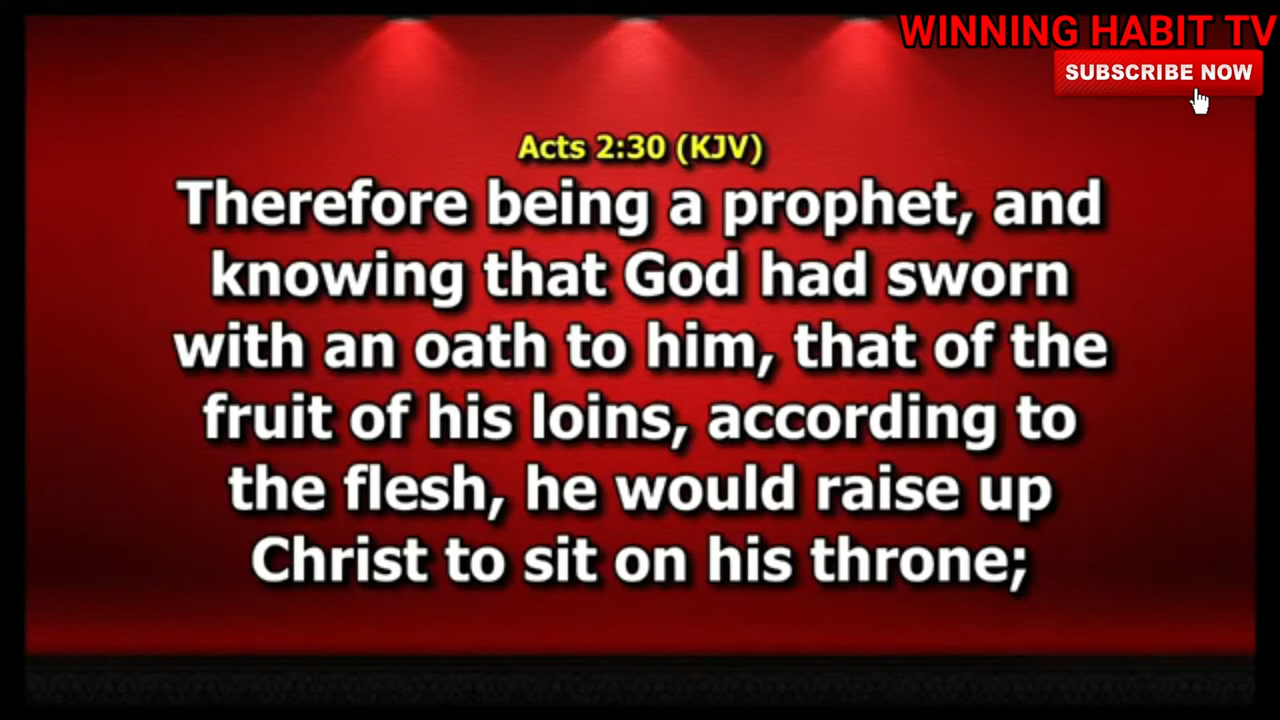 WINNING HABIT TV
SUBSCRIBE NOW
Acts 2:30 (KJV)
Therefore being a prophet, and
knowing that God had sworn
with an oath to him, that of the
fruit of his loins, according to
the flesh, he would raise up
Christ to sit on his throne;